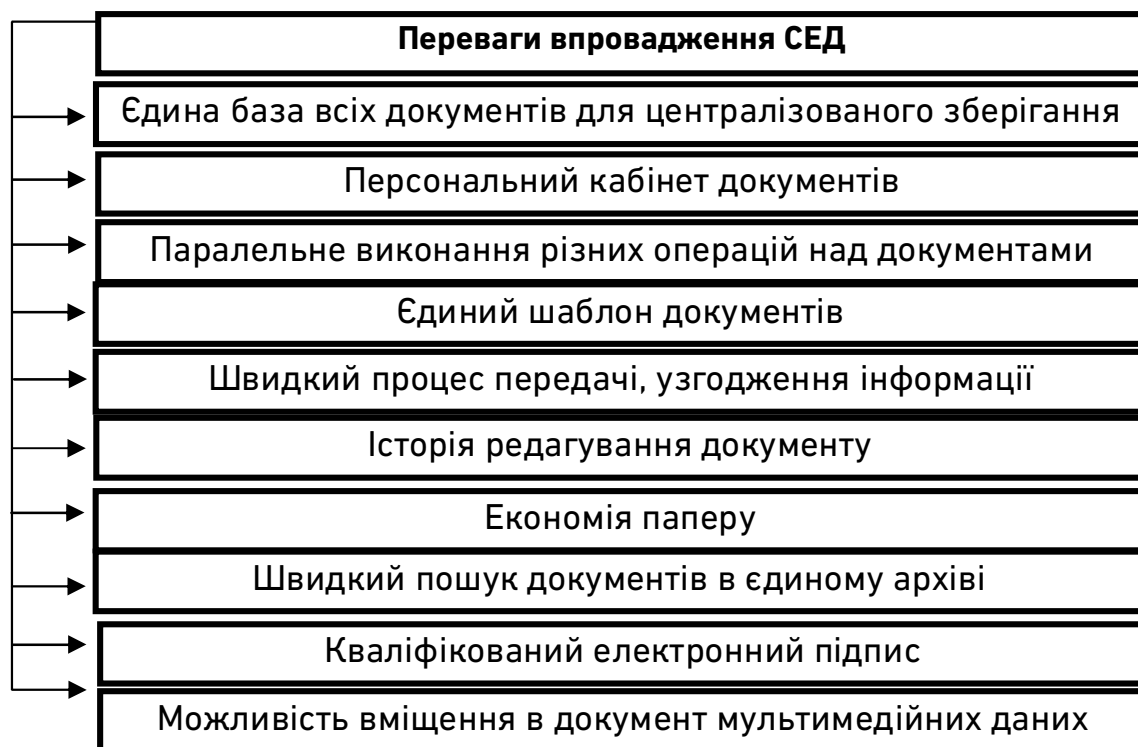 Переваги впровадження СЕД
Єдина база всіх документів для централізованого зберігання
Персональний кабінет документів
Паралельне виконання різних операцій над документами
Єдиний шаблон документів
Швидкий процес передачі, узгодження інформації
Історія редагування документу
Економія паперу
Швидкий пошук документів в єдиному архіві
Кваліфікований електронний підпис
Можливість вміщення в документ мультимедійних даних